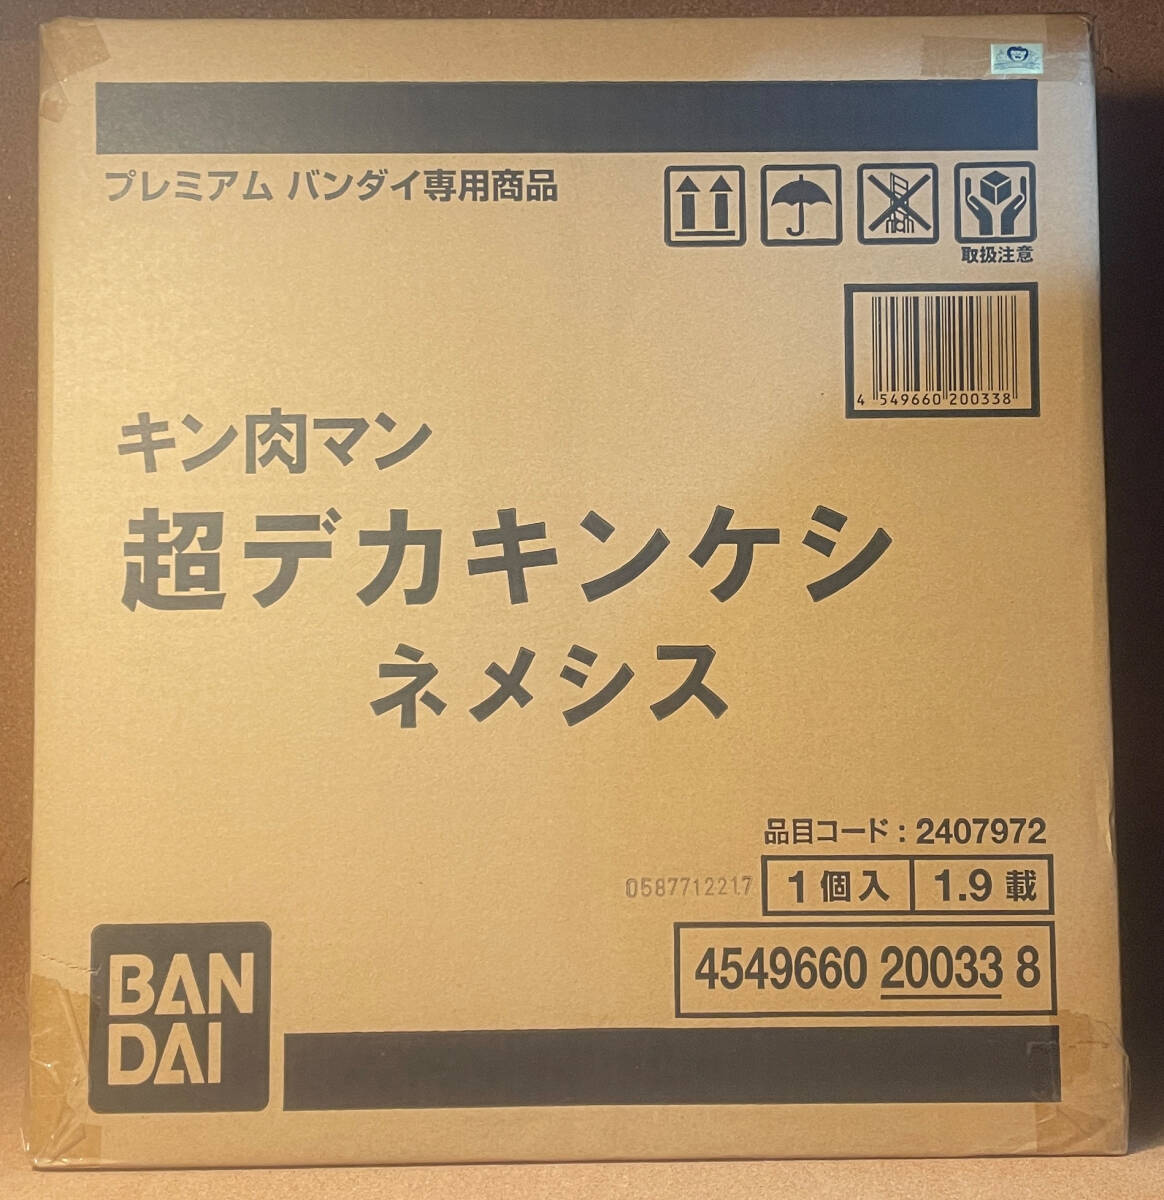 プレミアム バンダイ専用商品
取扱注意
4 549660 200338
キン肉マン
超デカキンケシ
ネメシス
品目コード : 2407972
0587712217
1個入
1.9 載
4549660 20033 8
BAN
DAI